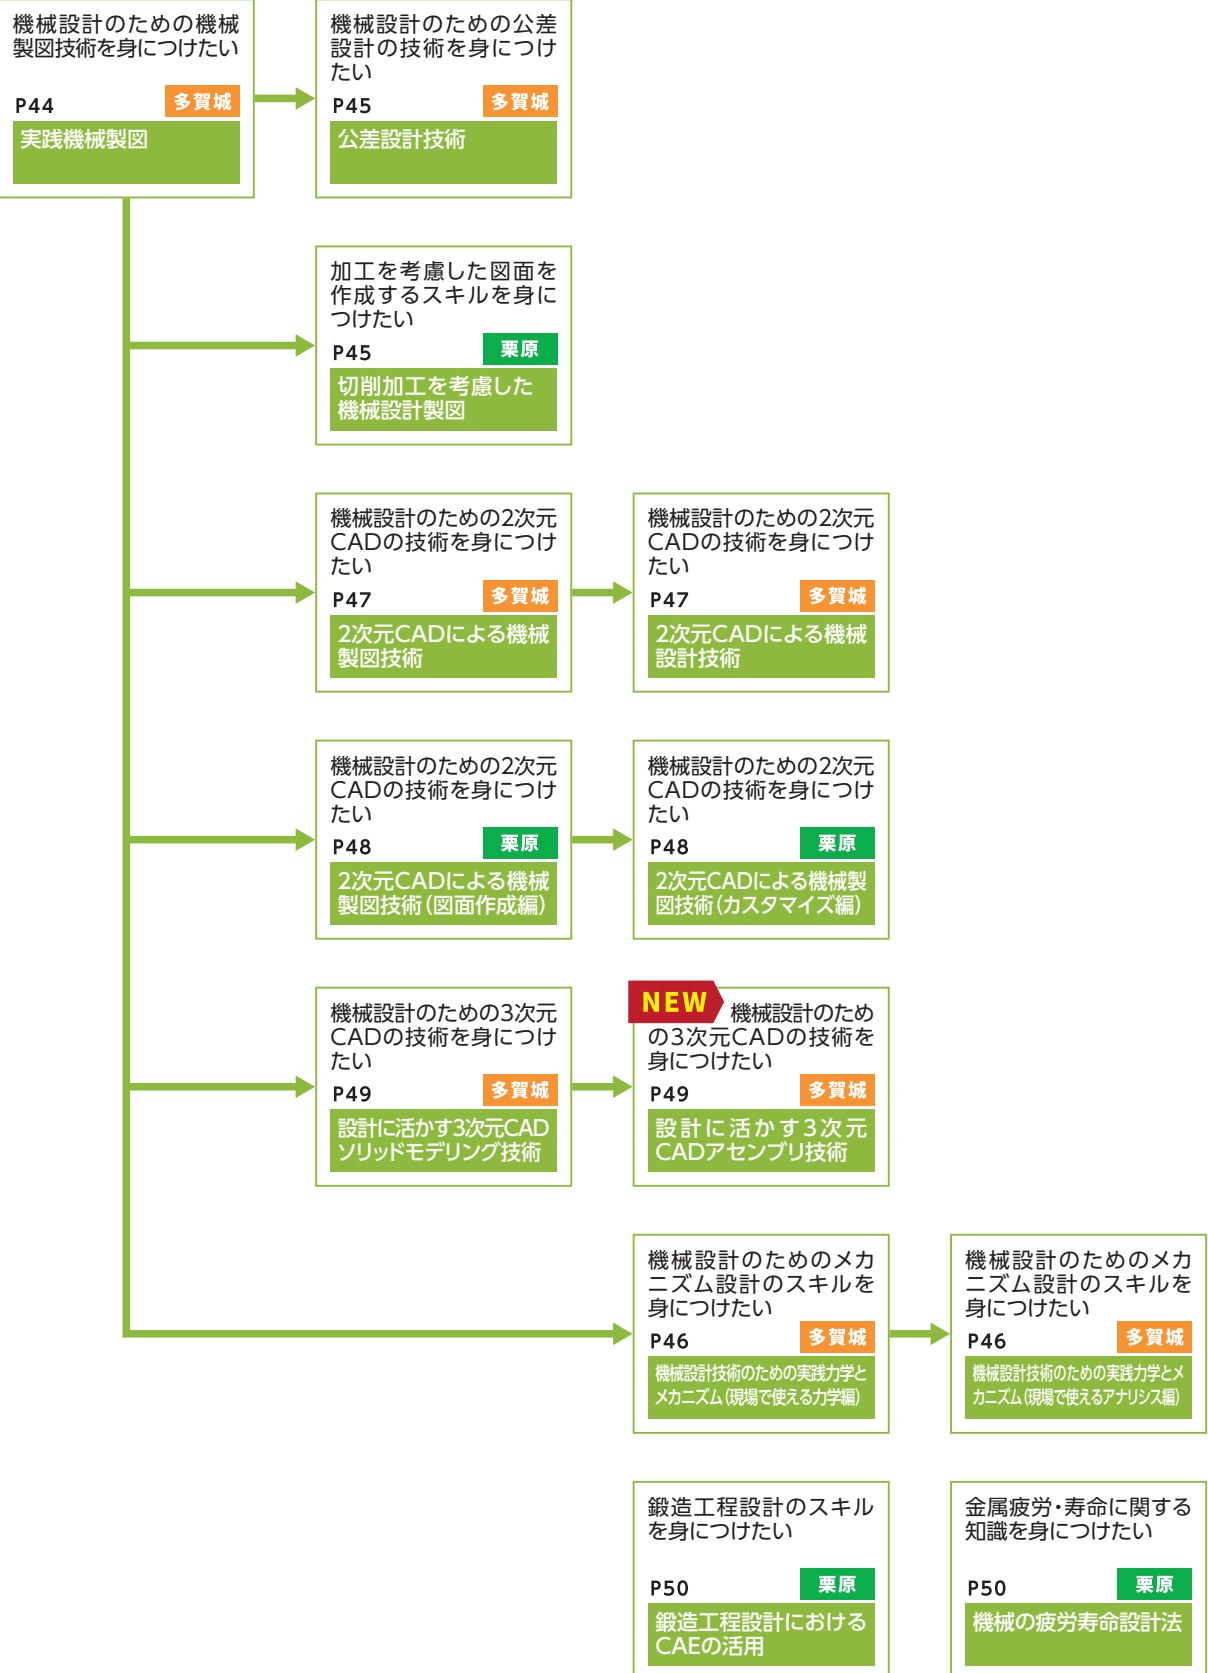 機械設計のための機械
製図技術を身につけたい
P44
多賀城
実践機械製図
機械設計のための公差
設計の技術を身につけ
たい
P45
多賀城
公差設計技術
加工を考慮した図面を
作成するスキルを身に
つけたい
P45
栗原
切削加工を考慮した
機械設計製図
機械設計のための2次元
CADの技術を身につけ
たい
P47
多賀城
2次元CADによる機械
製図技術
機械設計のための2次元
CADの技術を身につけ
たい
P47
多賀城
2次元CADによる機械
設計技術
機械設計のための2次元
CADの技術を身につけ
たい
P48
栗原
2次元CADによる機械
製図技術（図面作成編）
機械設計のための2次元
CADの技術を身につけ
たい
P48
栗原
2次元CADによる機械製
図技術（カスタマイズ編）
機械設計のための3次元
CADの技術を身につけ
たい
P49
多賀城
設計に活かす3次元CAD
ソリッドモデリング技術
NEW
機械設計のため
の3次元CADの技術を
身につけたい
P49
多賀城
設計に活かす3次元
CADアセンブリ技術
機械設計のためのメカ
ニズム設計のスキルを
身につけたい
P46
多賀城
機械設計技術のための実践力学と
メカニズム（現場で使える力学編）
機械設計のためのメカ
ニズム設計のスキルを
身につけたい
P46
多賀城
機械設計技術のための実践力学とメ
カニズム（現場で使えるアナリシス編）
鍛造工程設計のスキル
を身につけたい
P50
栗原
鍛造工程設計における
CAEの活用
金属疲労・寿命に関する
知識を身につけたい
P50
栗原
機械の疲労寿命設計法